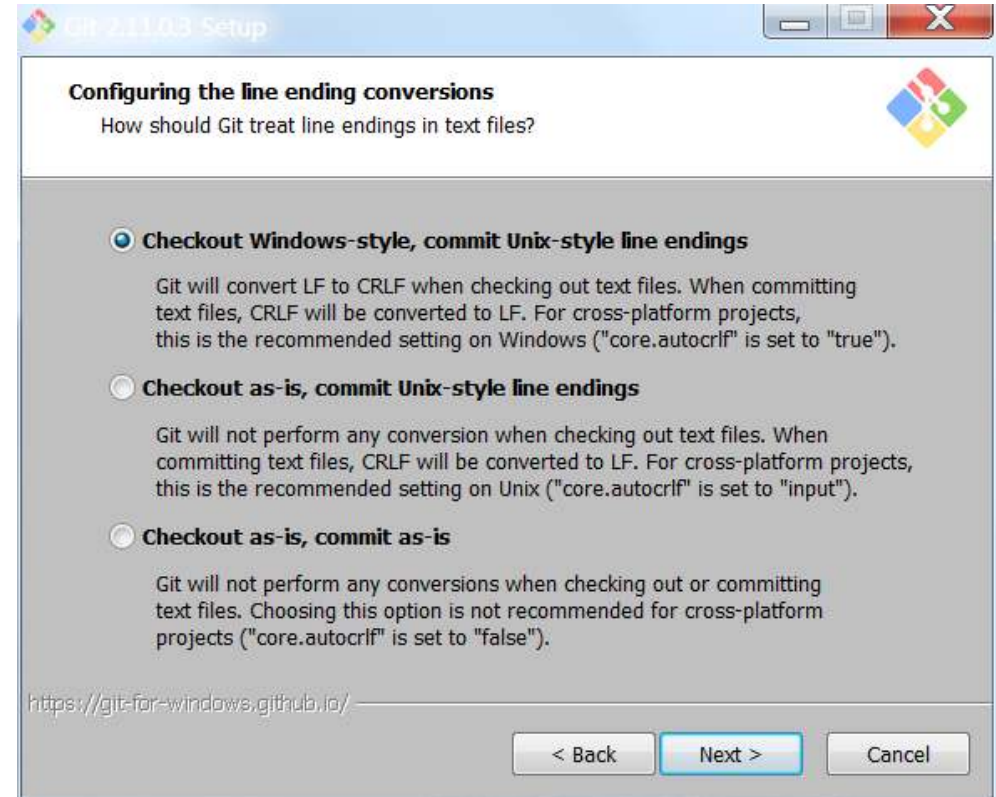 Git 2.11.0.3 Setup
Configuring the line ending conversions
How should Git treat line endings in text files?
Checkout Windows-style, commit Unix-style line endings
Git will convert LF to CRLF when checking out text files. When committing
text files, CRLF will be converted to LF. For cross-platform projects,
this is the recommended setting on Windows ("core.autocrlf" is set to "true").
Checkout as-is, commit Unix-style line endings
Git will not perform any conversion when checking out text files. When
committing text files, CRLF will be converted to LF. For cross-platform projects,
this is the recommended setting on Unix ("core.autocrlf" is set to "input").
Checkout as-is, commit as-is
Git will not perform any conversions when checking out or committing
text files. Choosing this option is not recommended for cross-platform
projects ("core.autocrlf" is set to "false").
https://git-for-windows.github.io/
< Back
Next >
Cancel